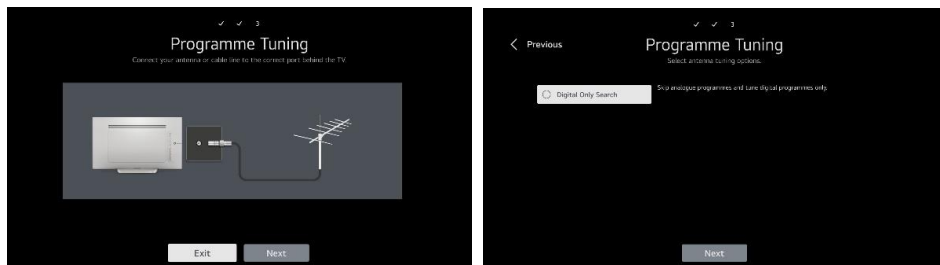 ✓ ✓ 3
Programme Tuning
Connect your antenna or cable line to the correct port behind the TV.
Exit
Next
✓ ✓ 3
Previous
Programme Tuning
Select antenna tuning options.
Digital Only Search
Skip analogue programmes and tune digital programmes only.
Next